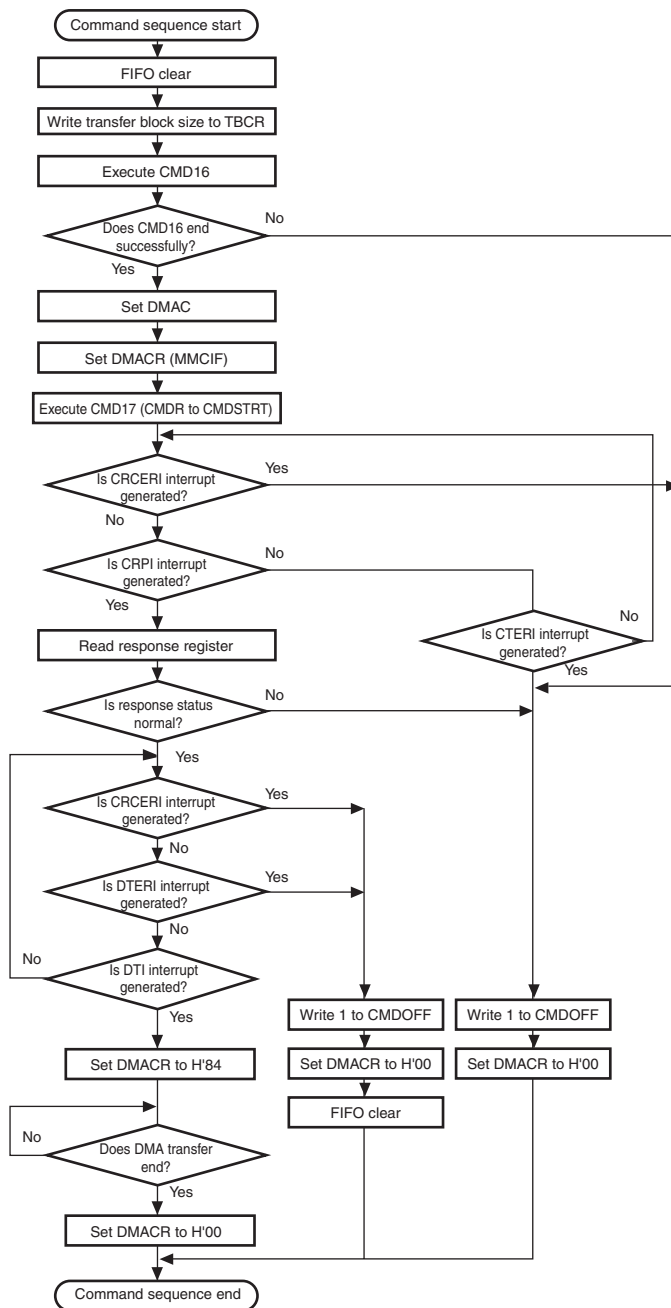 Command sequence start
FIFO clear
Write transfer block size to TBCR
Execute CMD16
Does CMD16 end
successfully?
No
Yes
Set DMAC
Set DMACR (MMCIF)
Execute CMD17 (CMDR to CMDSTRT)
Is CRCERI interrupt
generated?
Yes
No
Is CRPI interrupt
generated?
No
Yes
Is CTERI interrupt
generated?
No
Yes
Read response register
Is response status
normal?
No
Yes
Is CRCERI interrupt
generated?
Yes
No
Is DTERI interrupt
generated?
Yes
No
Is DTI interrupt
generated?
No
Yes
Write 1 to CMDOFF
Write 1 to CMDOFF
Set DMACR to H'84
Set DMACR to H'00
Set DMACR to H'00
FIFO clear
Does DMA transfer
end?
No
Yes
Set DMACR to H'00
Command sequence end